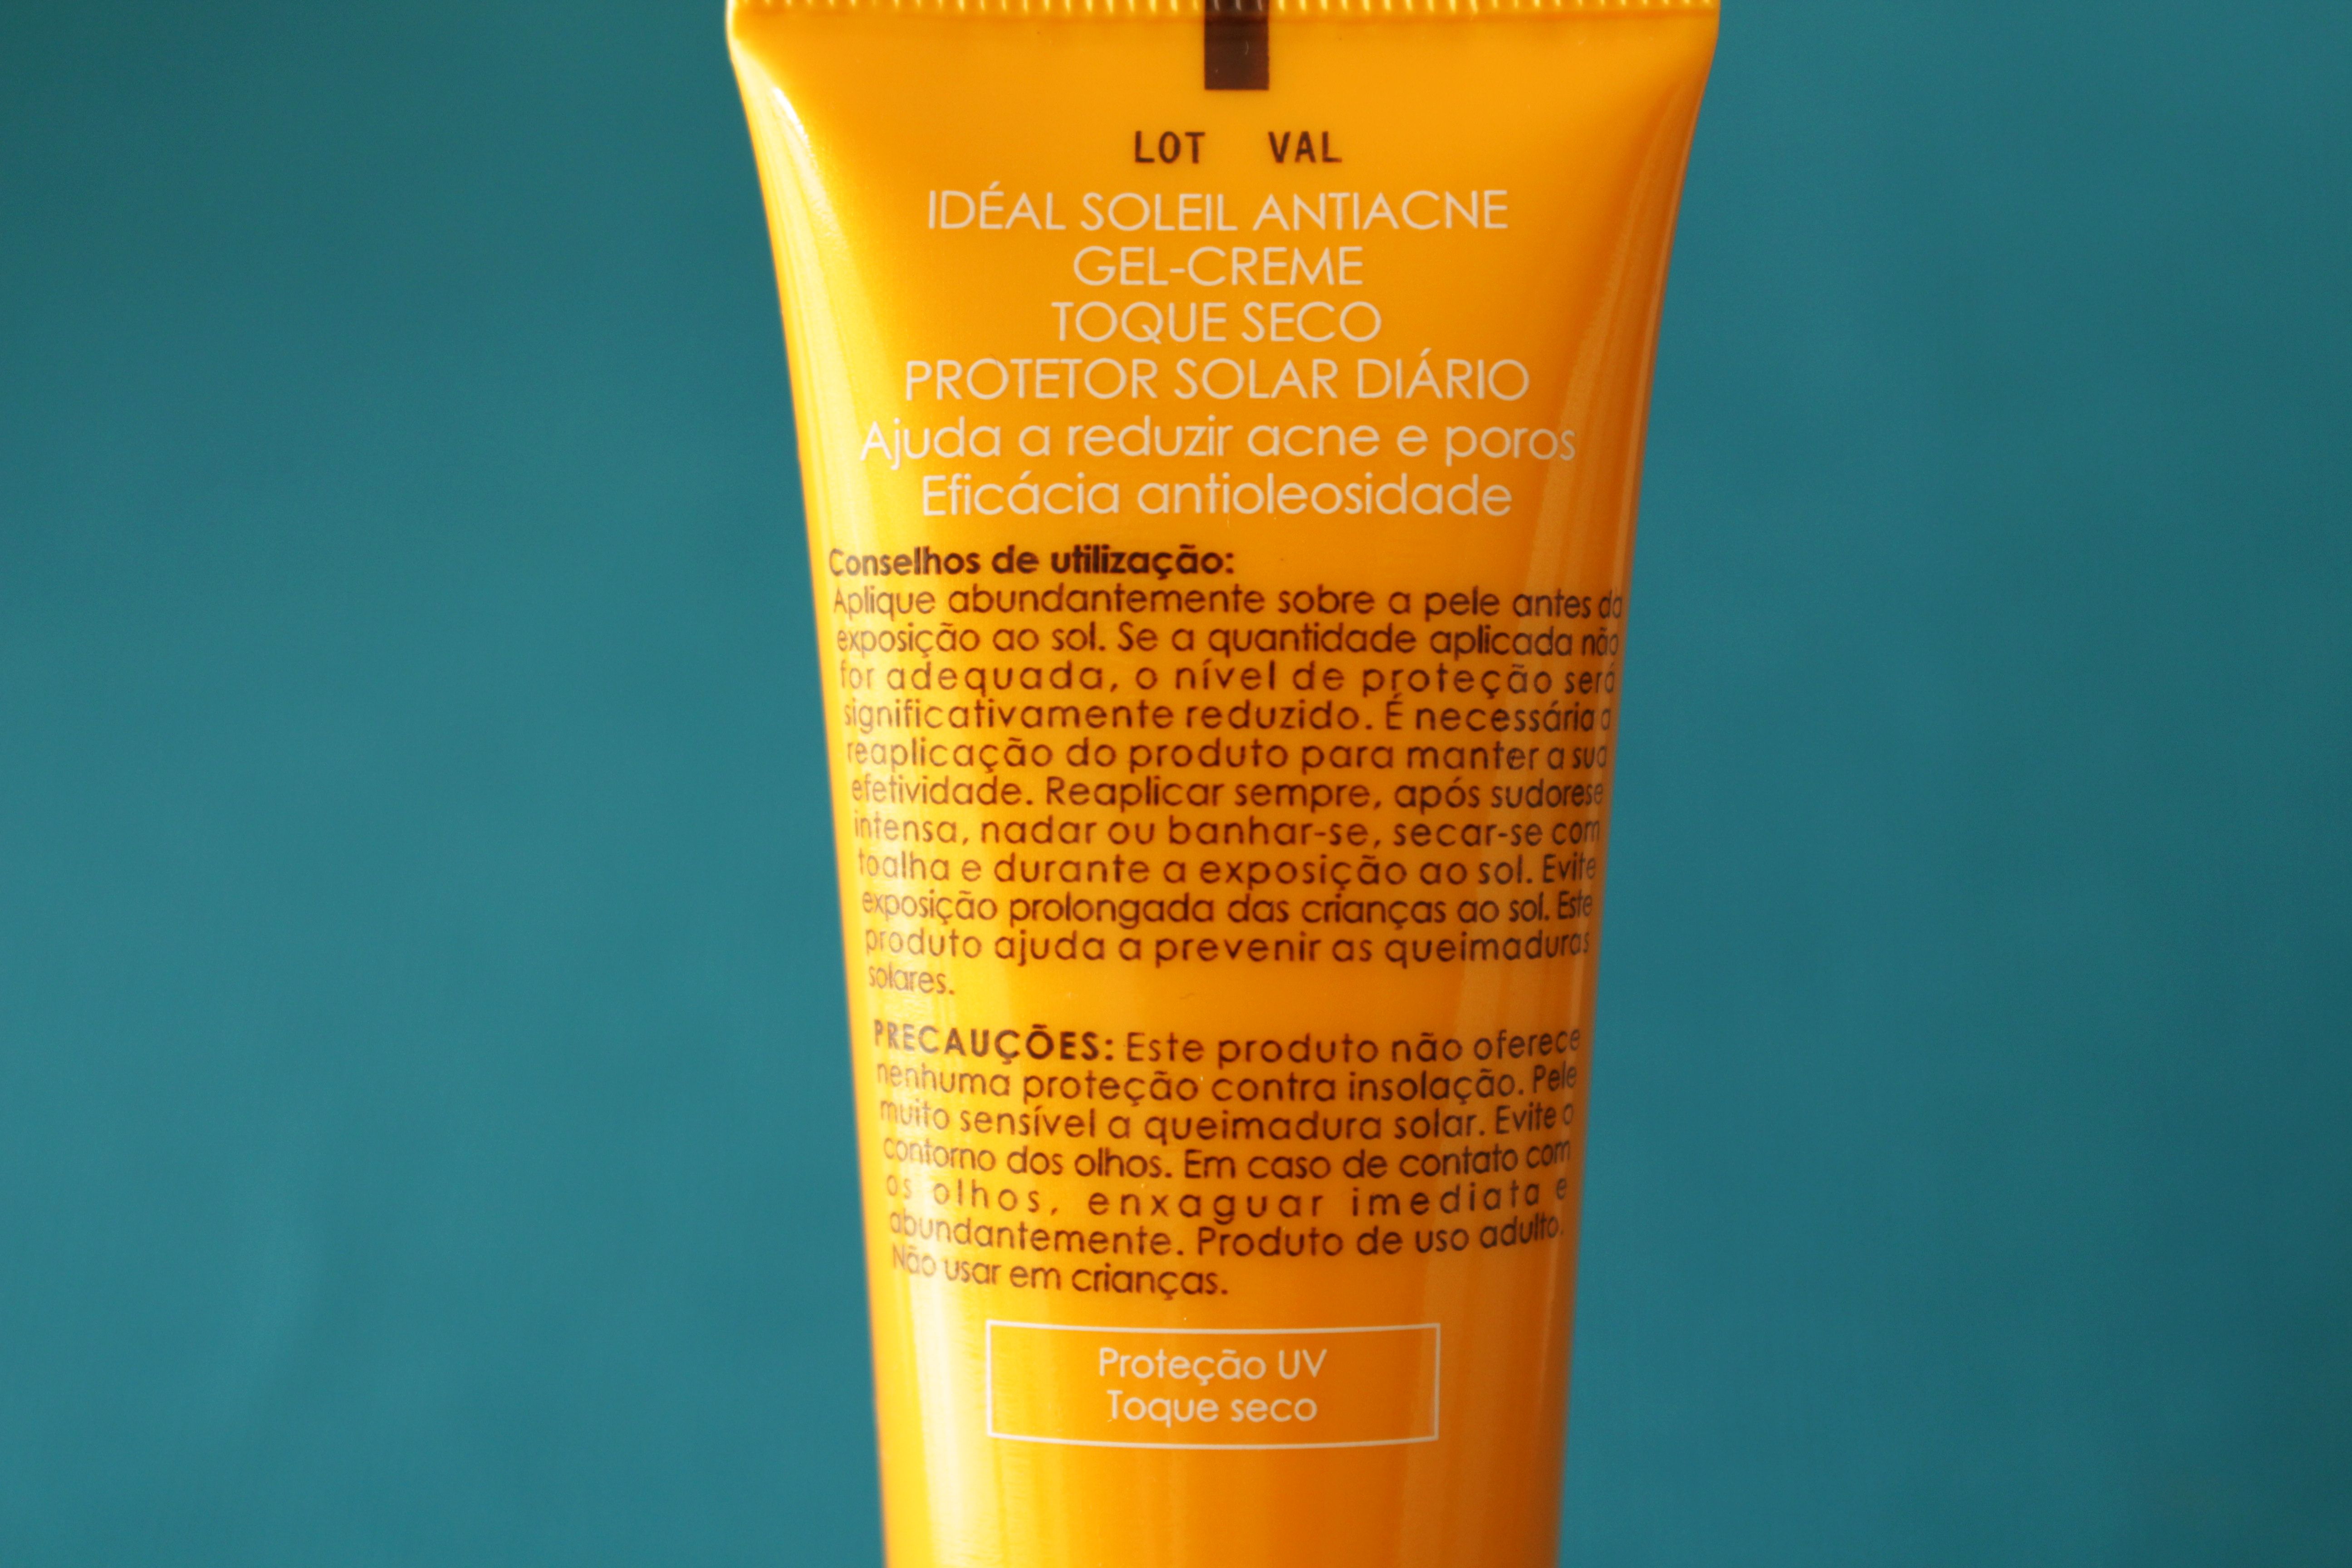 LOT VAL
IDÉAL SOLEIL ANTIACNE
GEL-CREME
TOQUE SECO
PROTETOR SOLAR DIÁRIO
Ajuda a reduzir acne e poros
Eficácia antioleosidade
Conselhos de utilização:
Aplique abundantemente sobre a pele antes da
exposição ao sol. Se a quantidade aplicada não
for adequada, o nível de proteção será
significativamente reduzido. É necessária a
reaplicação do produto para manter a sua
efetividade. Reaplicar sempre, após sudorese
intensa, nadar ou banhar-se, secar-se com
toalha e durante a exposição ao sol. Evite
exposição prolongada das crianças ao sol. Este
produto ajuda a prevenir as queimaduras
solares.
PRECAUÇÕES: Este produto não oferece
nenhuma proteção contra insolação. Pele
muito sensível a queimadura solar. Evite o
contorno dos olhos. Em caso de contato com
os olhos, enxaguar imediata e
abundantemente. Produto de uso adulto.
Não usar em crianças.
Proteção UV
Toque seco